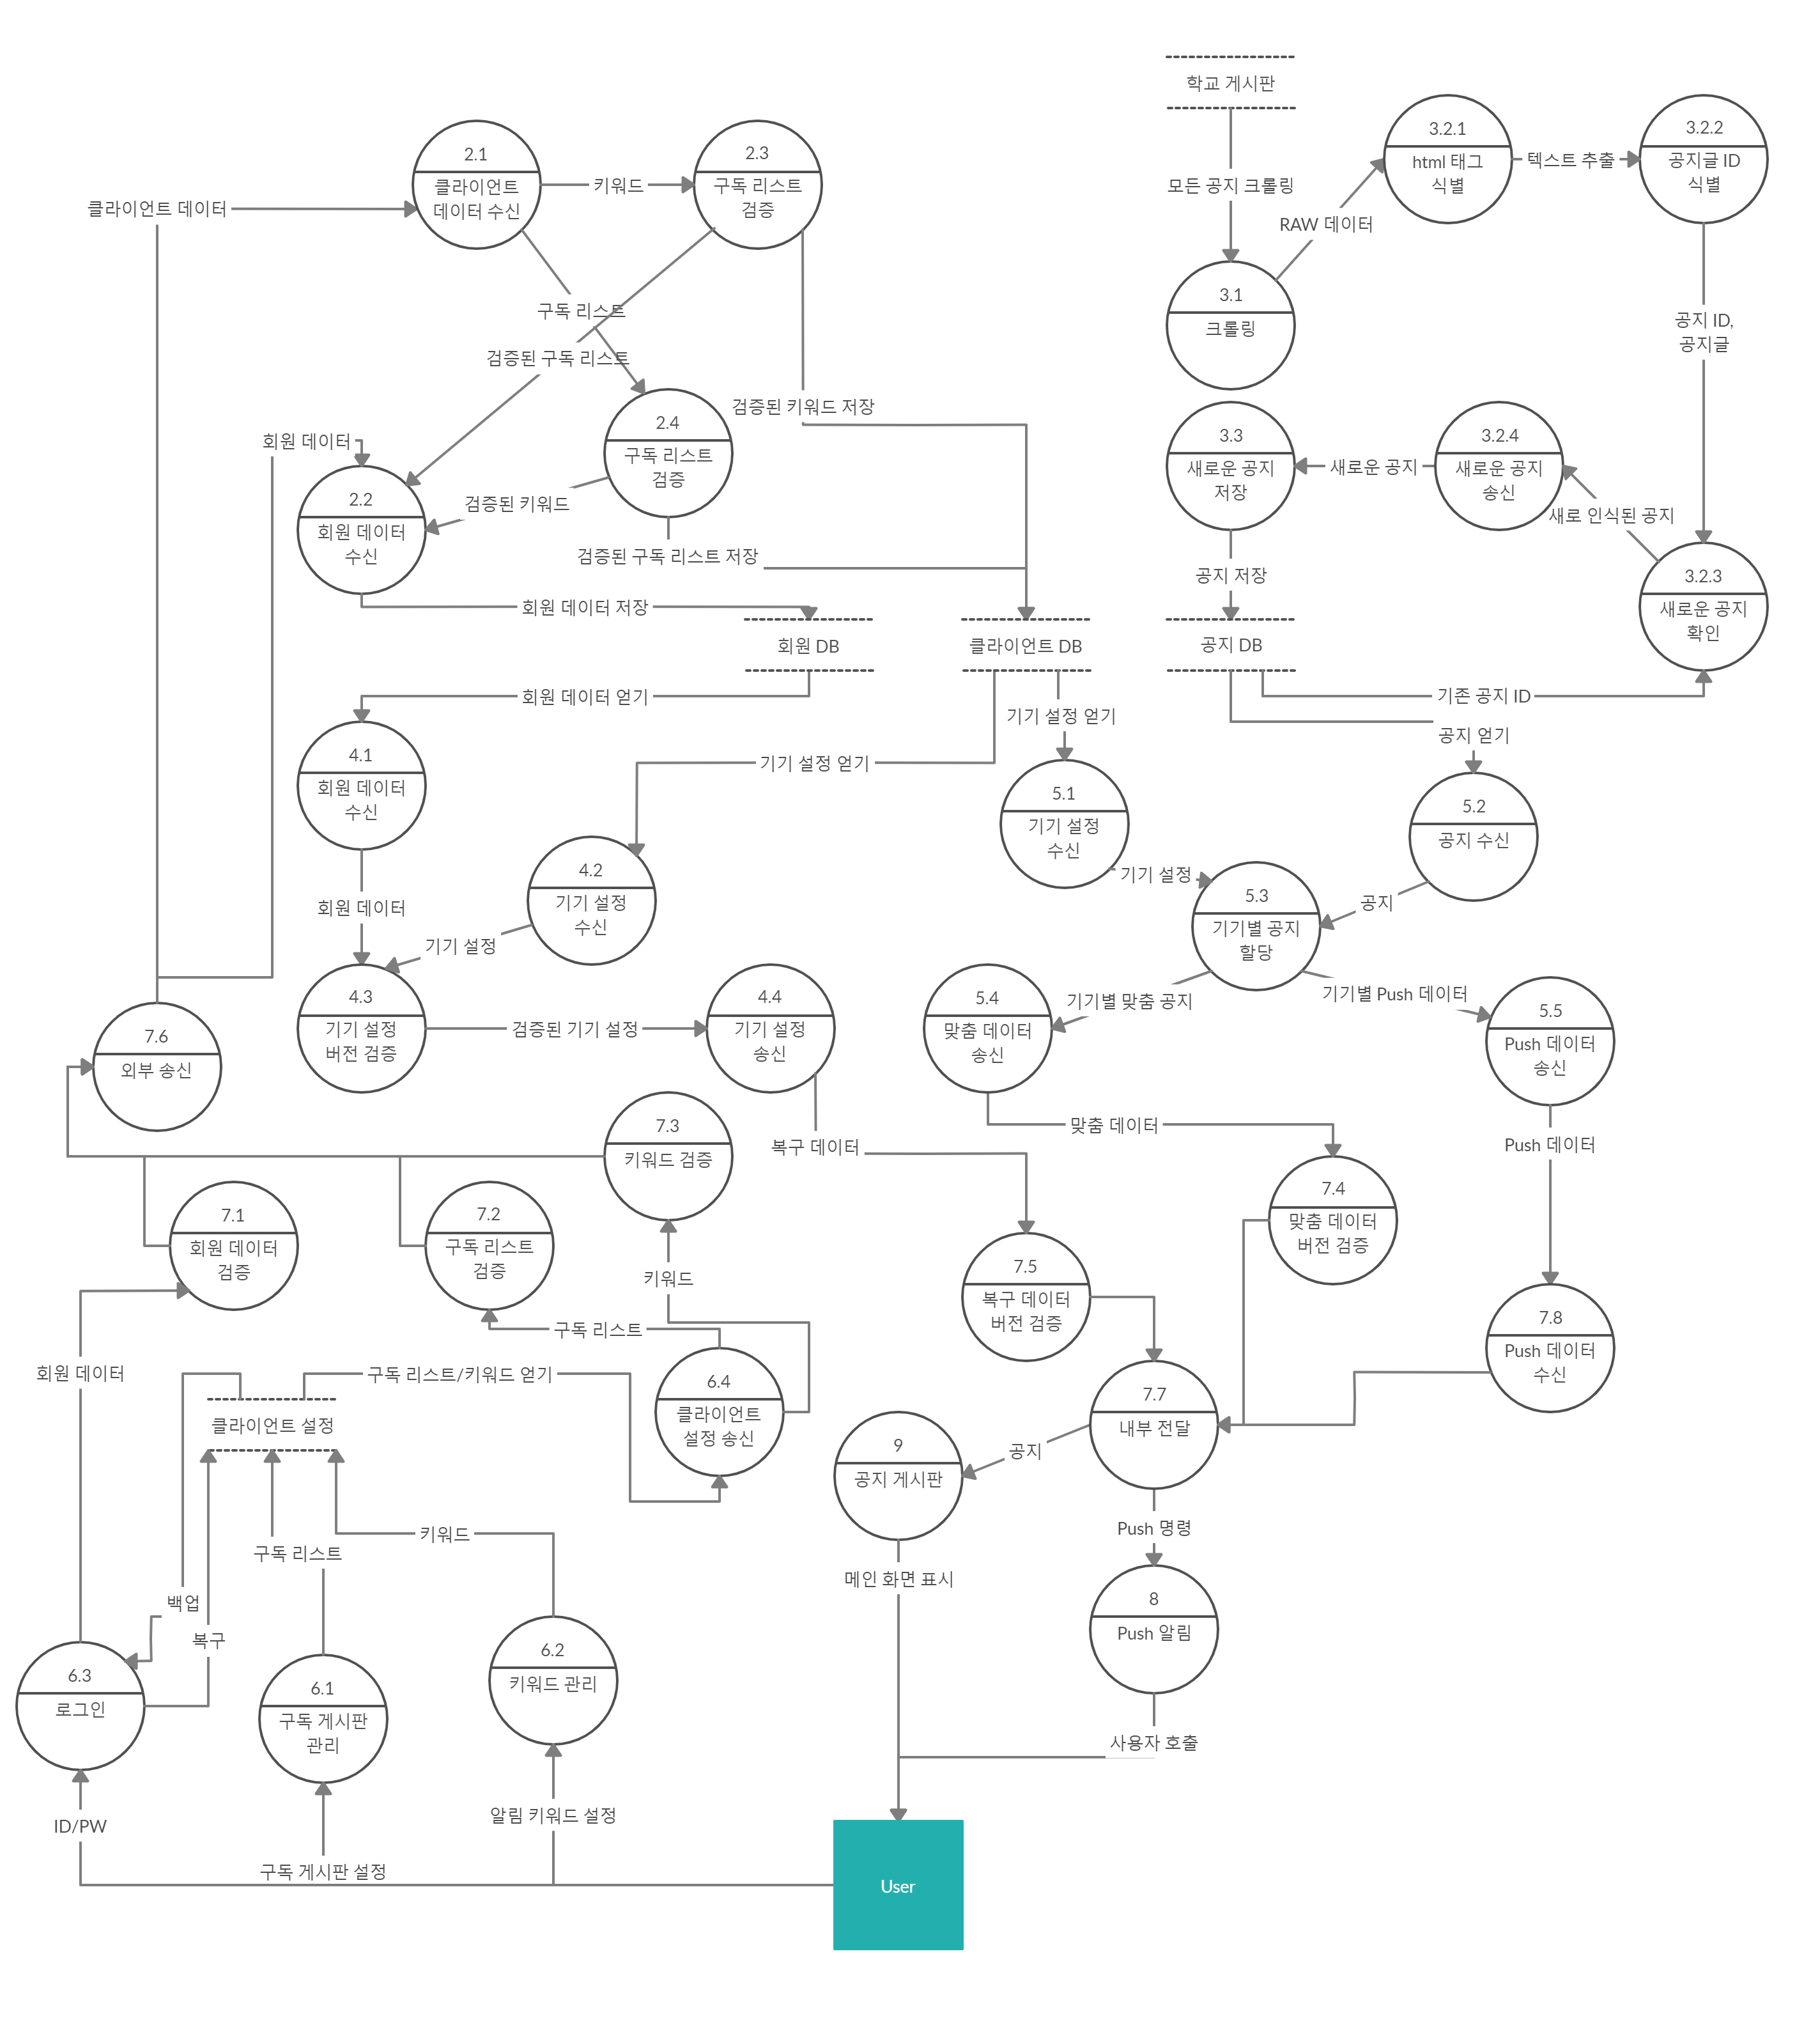 학교 게시판
모든 공지 크롤링
2.1
클라이언트
데이터 수신
키워드
2.3
구독 리스트
검증
3.2.1
html 태그
식별
텍스트 추출
3.2.2
공지글 ID
식별
클라이언트 데이터
RAW 데이터
3.1
크롤링
구독 리스트
공지 ID,
공지글
검증된 구독 리스트
검증된 키워드 저장
2.4
구독 리스트
검증
회원 데이터
3.3
새로운 공지
저장
새로운 공지
3.2.4
새로운 공지
송신
2.2
회원 데이터
수신
검증된 키워드
새로 인식된 공지
검증된 구독 리스트 저장
공지 저장
3.2.3
새로운 공지
확인
회원 데이터 저장
회원 DB
클라이언트 DB
공지 DB
회원 데이터 얻기
기존 공지 ID
기기 설정 얻기
공지 얻기
4.1
회원 데이터
수신
기기 설정 얻기
5.1
기기 설정
수신
5.2
공지 수신
4.2
기기 설정
수신
기기 설정
5.3
기기별 공지
할당
공지
회원 데이터
기기 설정
4.3
기기 설정
버전 검증
검증된 기기 설정
4.4
기기 설정
송신
5.4
맞춤 데이터
송신
기기별 맞춤 공지
기기별 Push 데이터
5.5
Push 데이터
송신
7.6
외부 송신
7.3
키워드 검증
복구 데이터
맞춤 데이터
Push 데이터
7.1
회원 데이터
검증
7.2
구독 리스트
검증
7.4
맞춤 데이터
버전 검증
키워드
7.5
복구 데이터
버전 검증
구독 리스트
7.8
Push 데이터
수신
회원 데이터
구독 리스트/키워드 얻기
클라이언트 설정
6.4
클라이언트
설정 송신
7.7
내부 전달
9
공지 게시판
공지
키워드
구독 리스트
Push 명령
메인 화면 표시
백업
복구
8
Push 알림
6.3
로그인
6.1
구독 게시판
관리
6.2
키워드 관리
사용자 호출
ID/PW
알림 키워드 설정
구독 게시판 설정
User